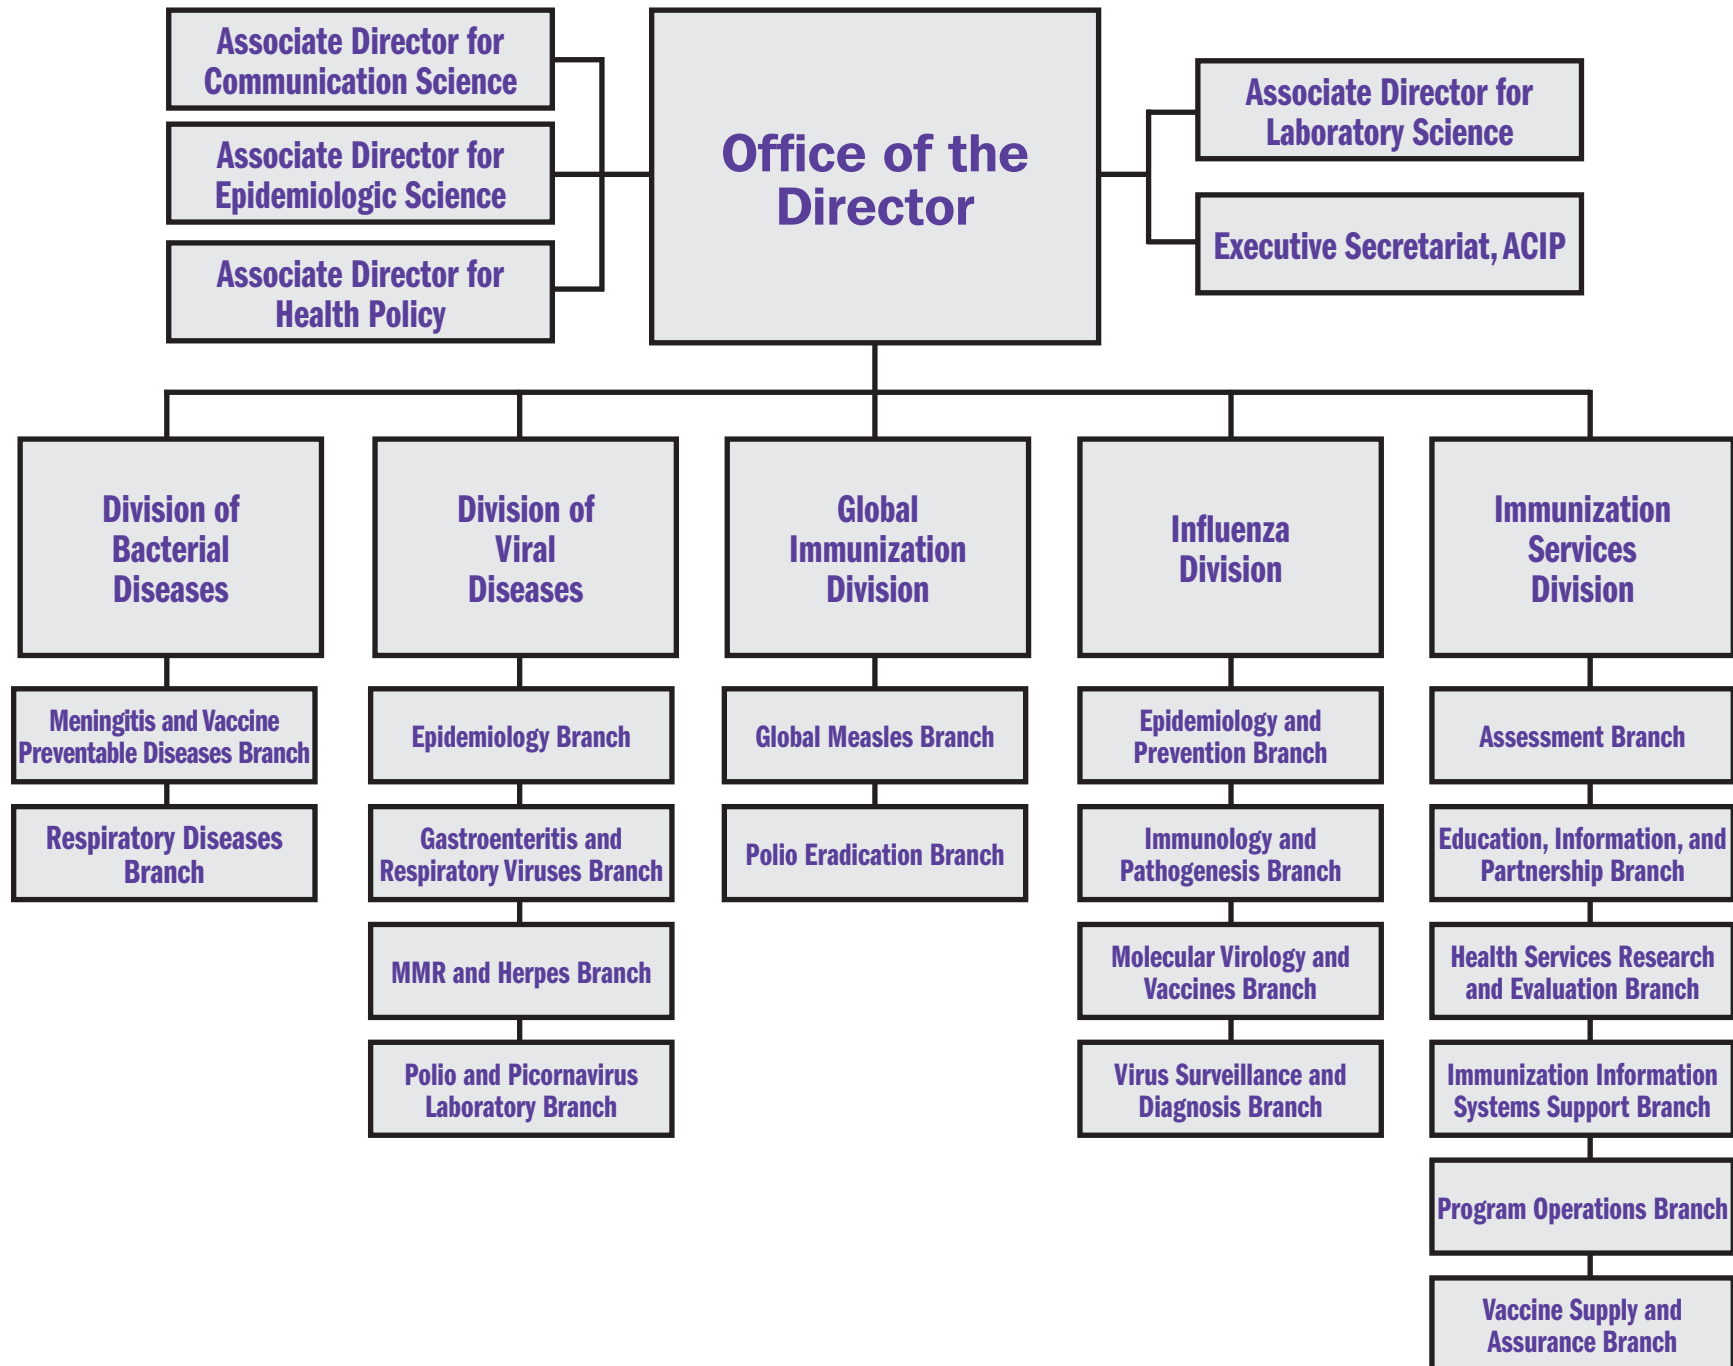 Associate Director for
Communication Science
Associate Director for
Epidemiologic Science
Associate Director for
Health Policy
Office of the
Director
Associate Director for
Laboratory Science
Executive Secretariat, ACIP
Division of
Bacterial
Diseases
Meningitis and Vaccine
Preventable Diseases Branch
Respiratory Diseases
Branch
Division of
Viral
Diseases
Epidemiology Branch
Gastroenteritis and
Respiratory Viruses Branch
MMR and Herpes Branch
Polio and Picornavirus
Laboratory Branch
Global
Immunization
Division
Global Measles Branch
Polio Eradication Branch
Influenza
Division
Epidemiology and
Prevention Branch
Immunology and
Pathogenesis Branch
Molecular Virology and
Vaccines Branch
Virus Surveillance and
Diagnosis Branch
Immunization
Services
Division
Assessment Branch
Education, Information, and
Partnership Branch
Health Services Research
and Evaluation Branch
Immunization Information
Systems Support Branch
Program Operations Branch
Vaccine Supply and
Assurance Branch